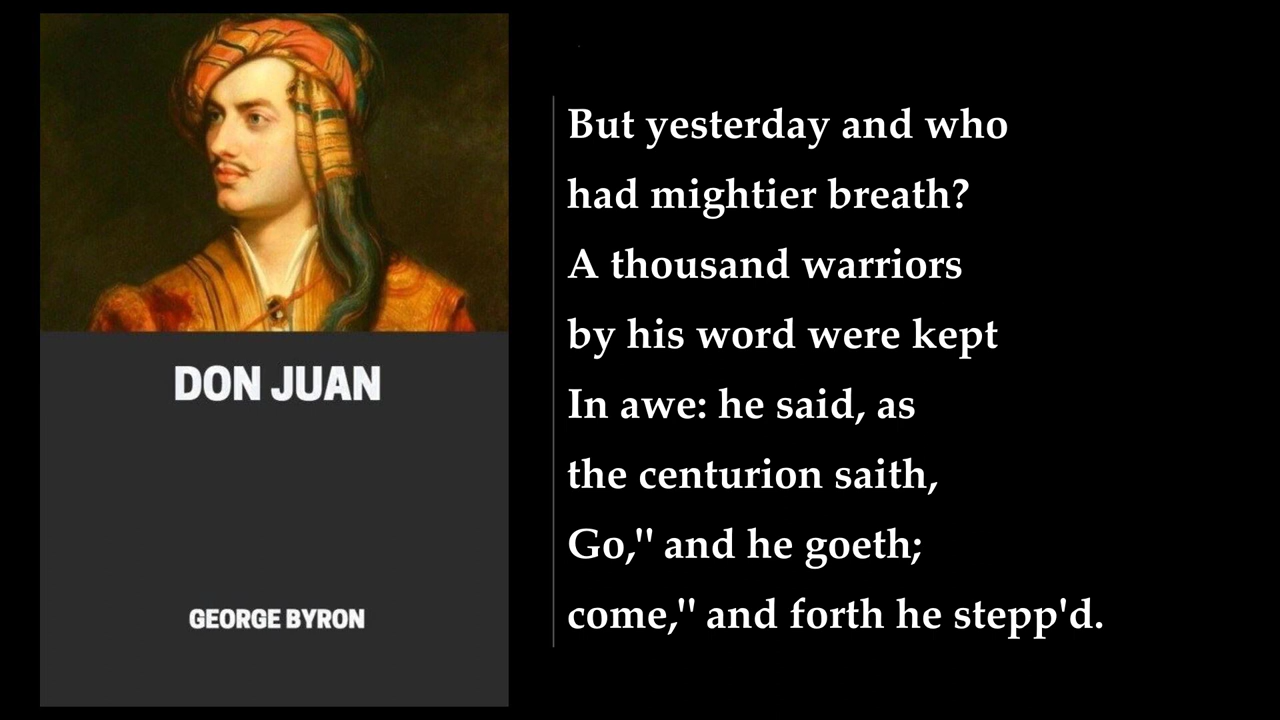 DON JUAN
GEORGE BYRON
But yesterday and who
had mightier breath?
A thousand warriors
by his word were kept
In awe: he said, as
the centurion saith,
Go," and he goeth;
come," and forth he stepp'd.